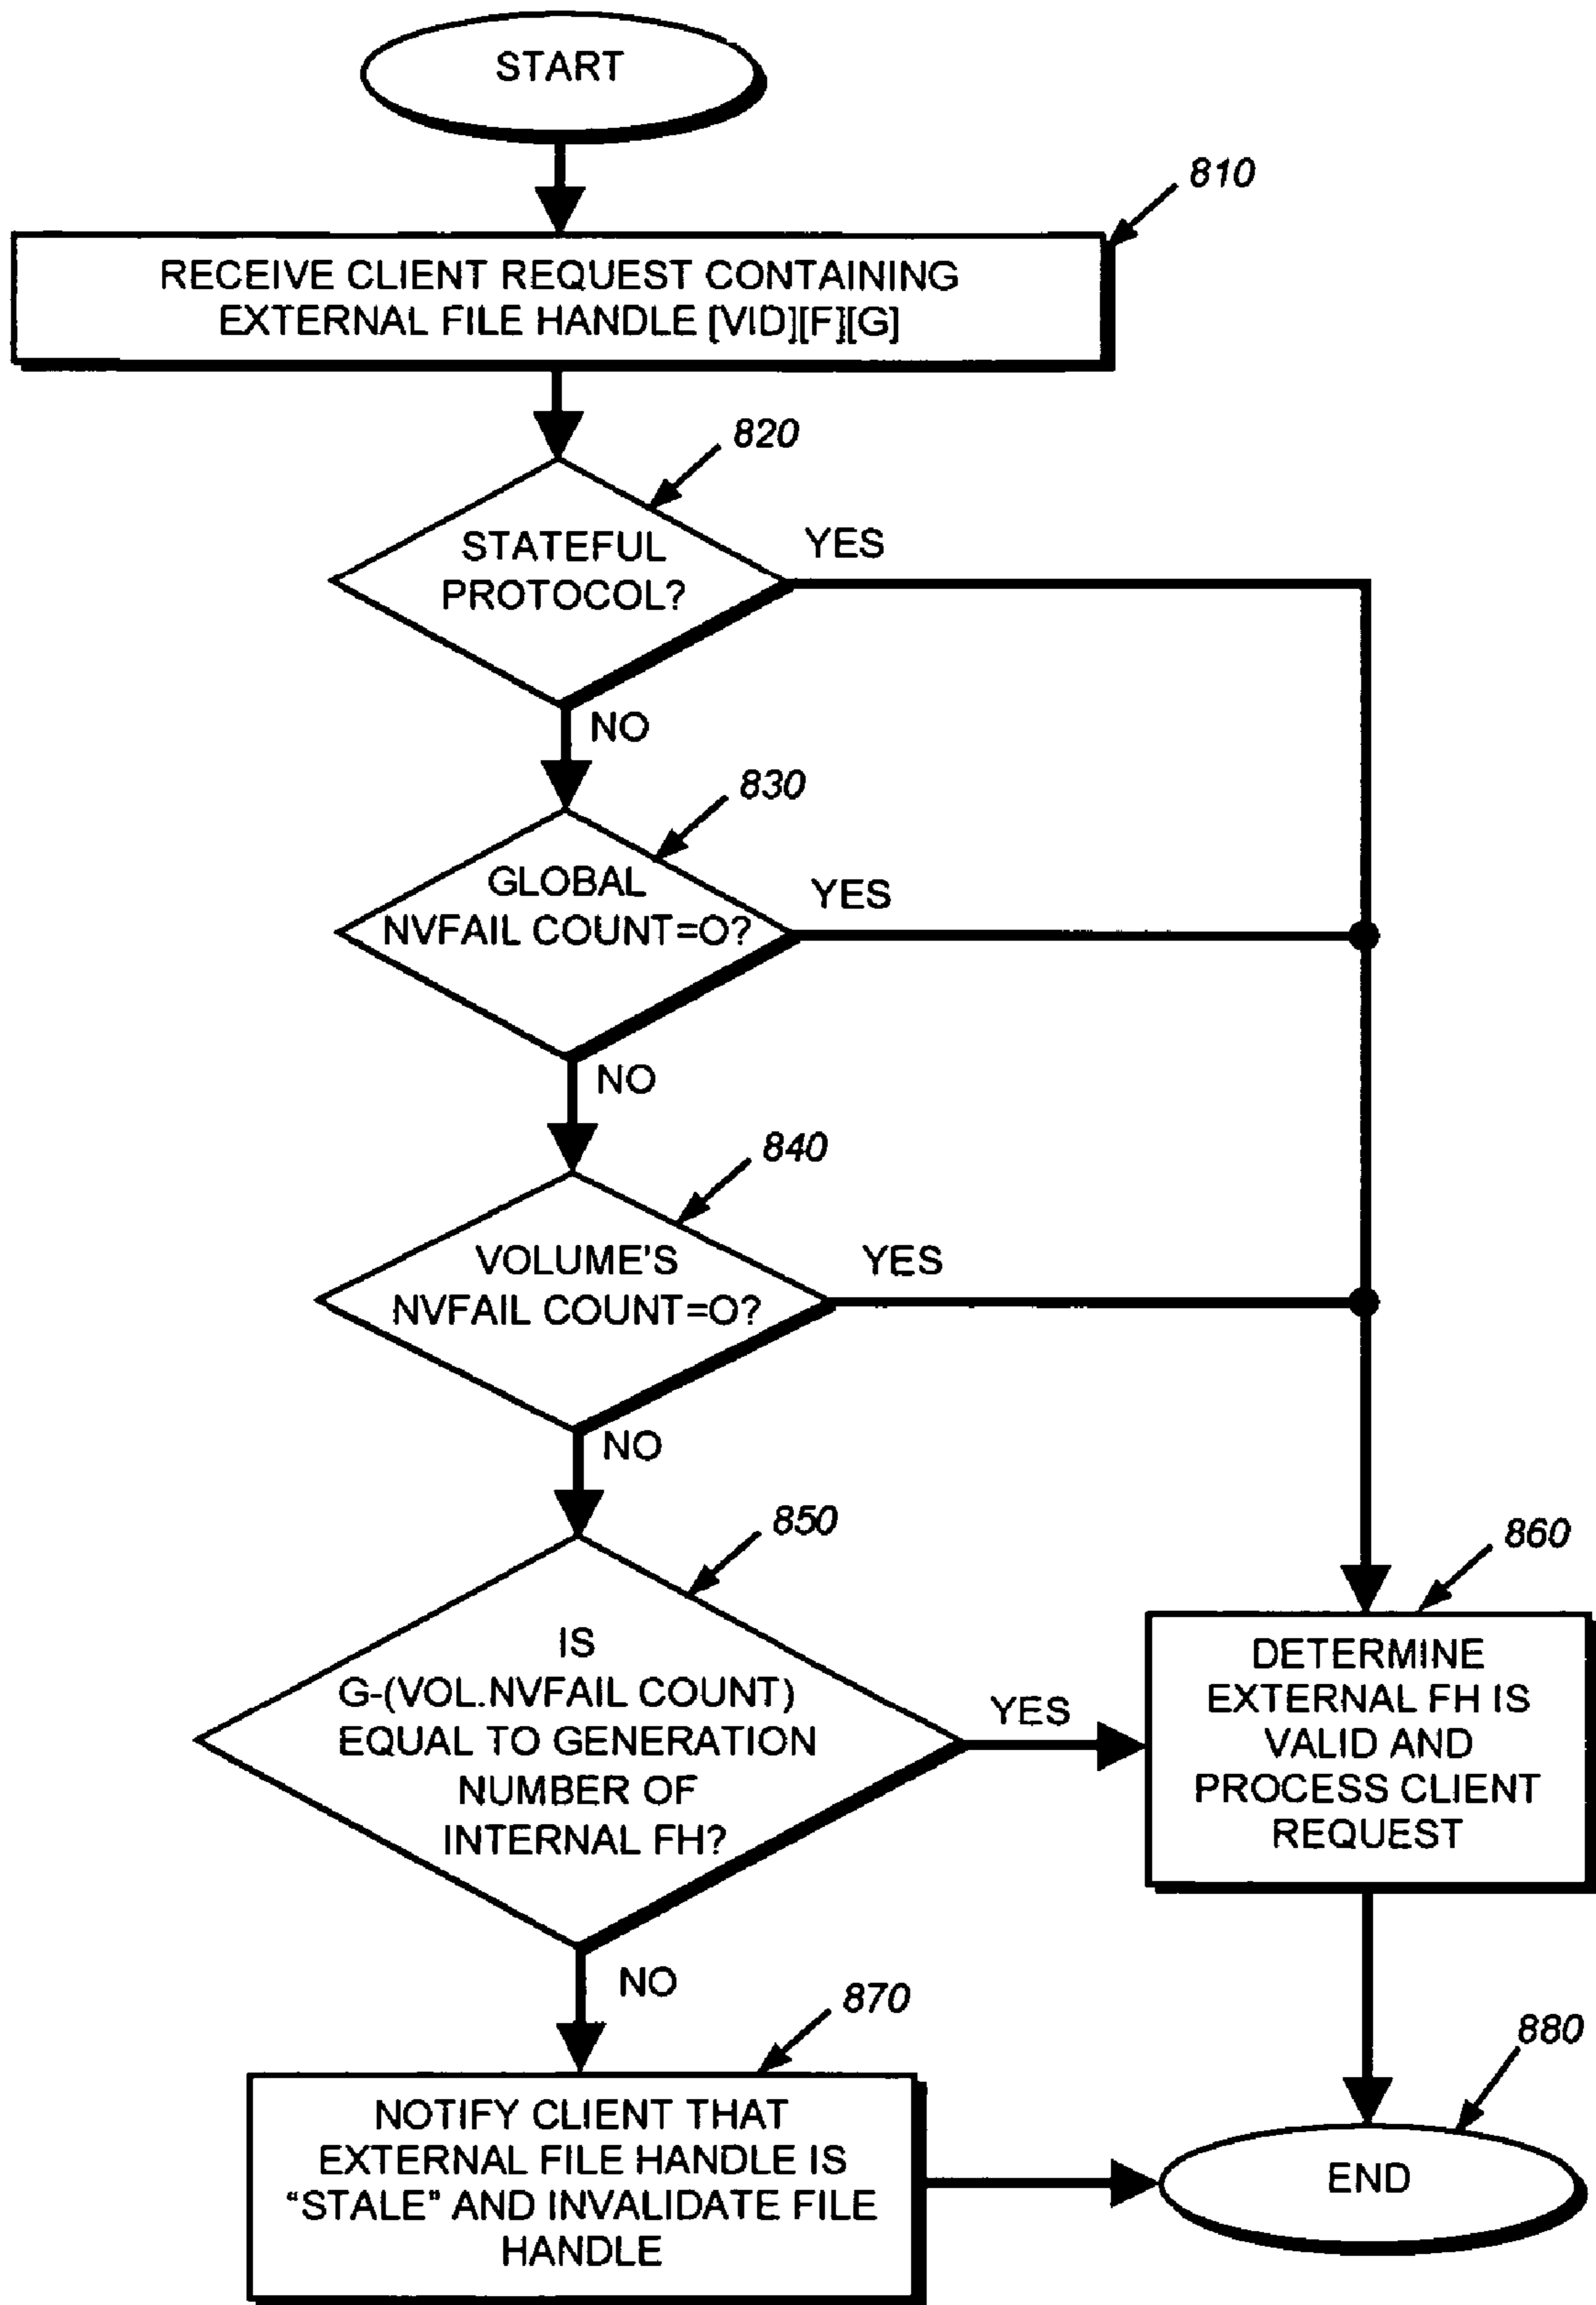 START
810
RECEIVE CLIENT REQUEST CONTAINING
EXTERNAL FILE HANDLE [VID][F][G]
820
STATEFUL
PROTOCOL?
YES
NO
830
GLOBAL
NVFAIL COUNT=O?
YES
NO
840
VOLUME'S
NVFAIL COUNT=O?
YES
NO
850
IS
G-(VOL.NVFAIL COUNT)
EQUAL TO GENERATION
NUMBER OF
INTERNAL FH?
YES
860
DETERMINE
EXTERNAL FH IS
VALID AND
PROCESS CLIENT
REQUEST
NO
870
NOTIFY CLIENT THAT
EXTERNAL FILE HANDLE IS
"STALE" AND INVALIDATE FILE
HANDLE
880
END